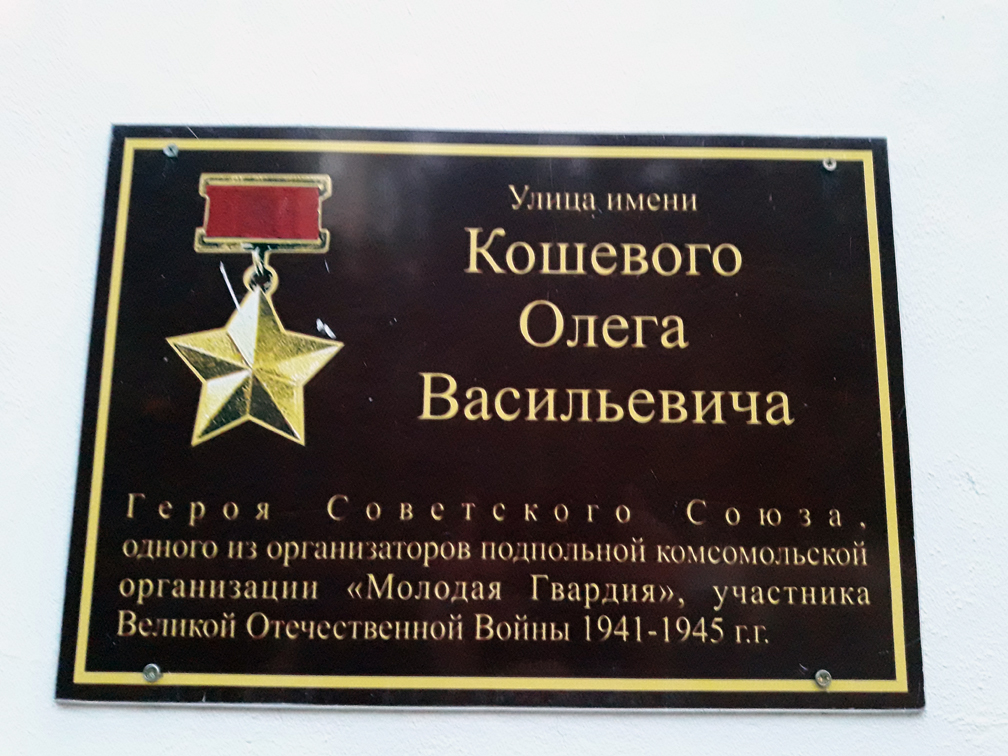 Улица имени
Кошевого
Олега
Васильевича
Героя Советского Союза,
одного из организаторов подпольной комсомольской
организации «Молодая Гвардия», участника
Великой Отечественной Войны 1941-1945 г.г.